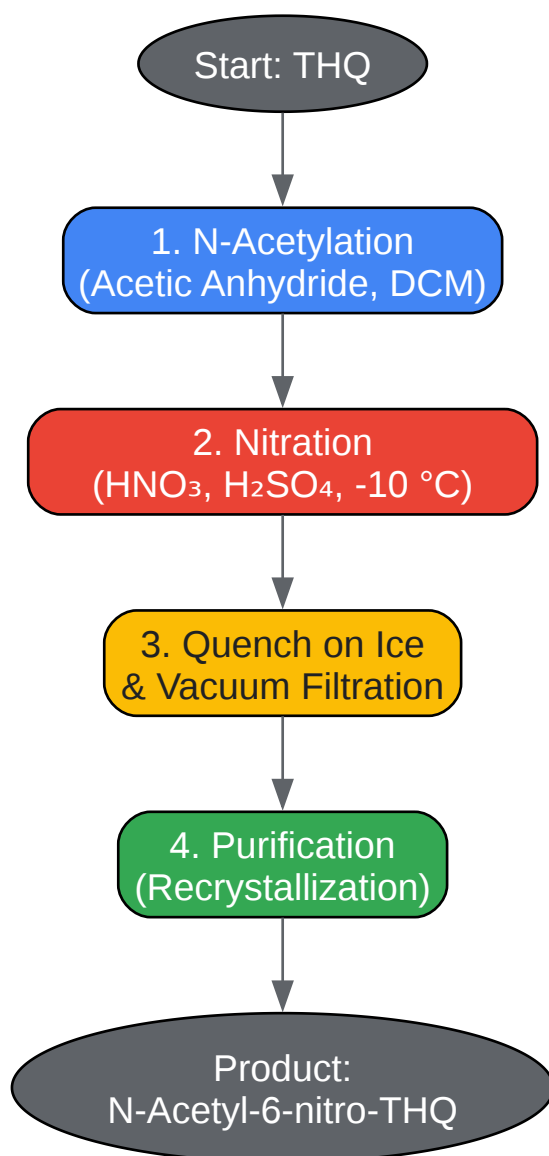 Start: THQ
1. N-Acetylation
(Acetic Anhydride, DCM)
2. Nitration
(HNO₃, H₂SO₄, -10 °C)
3. Quench on Ice
& Vacuum Filtration
4. Purification
(Recrystallization)
Product:
N-Acetyl-6-nitro-THQ